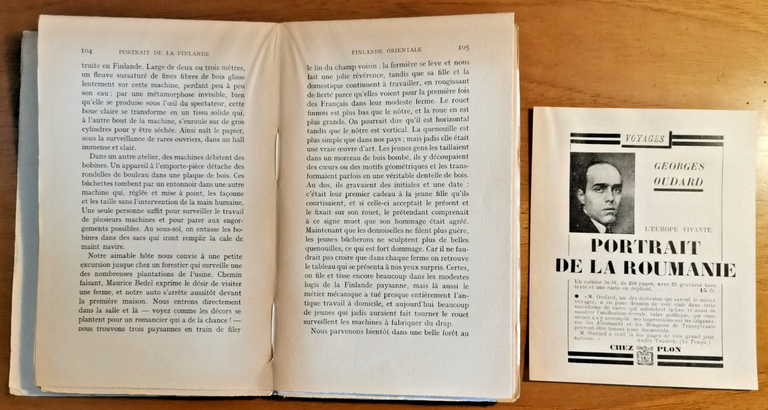 104 PORTRAIT DE LA FINLANDE
truite en Finlande. Large de deux ou trois mètres,
un fleuve sursaturé de fines fibres de bois glisse
lentement sur cette machine, perdant peu à peu
son eau ; par une métamorphose invisible, bien
qu'elle se produise sous l'œil du spectateur, cette
boue claire se transforme en un tissu solide qui,
à l'autre bout de la machine, s'enroule sur de gros
cylindres pour y être séchée. Ainsi naît le papier,
sous la surveillance de rares ouvriers, dans un hall
immense et clair.
Dans un autre atelier, des machines débitent des
bobines. Un appareil à l'emporte-pièce détache des
rondelles de bouleau dans une plaque de bois. Ces
bûchettes tombent par un entonnoir dans une autre
machine qui, réglée et mise à point, les façonne
et les taille sans l'intervention de la main humaine.
Une seule personne suffit pour surveiller le travail
de plusieurs machines et pour parer aux engor-
gements possibles. Au sous-sol, on entasse les bo-
bines dans des sacs qui iront remplir la cale de
maint navire.
Notre aimable hôte nous convie à une petite
excursion jusque chez un forestier qui surveille une
des nombreuses plantations de l'usine. Chemin
faisant, Maurice Bedel exprime le désir de visiter
une ferme, et notre auto s'arrête aussitôt devant
la première maison. Nous entrons directement
dans la salle et là — voyez comme les décors se
plantent pour un romancier qui a de la chance ! —
nous trouvons trois paysannes en train de filer
FINLANDE ORIENTALE 105
le lin du champ voisin ; la fermière se lève et nous
fait une jolie révérence, tandis que sa fille et la
domestique continuent à travailler, en rougissant
de fierté parce qu'elles voient pour la première fois
des Français dans leur modeste ferme. Le rouet
finnois est plus bas que le nôtre, et la roue en est
plus grande. On pourrait dire qu'il est horizontal
tandis que le nôtre est vertical. La quenouille est
plus simple que dans nos pays ; mais jadis elle était
une vraie œuvre d'art. Les jeunes gens les taillaient
dans un morceau de bois bombé, ils y découpaient
des cœurs ou des motifs géométriques et les trans-
formaient parfois en une véritable dentelle de bois.
Au dos, ils gravaient des initiales et une date :
c'était leur premier cadeau à la jeune fille qu'ils
courtisaient, et si celle-ci acceptait le présent et
le fixait sur son rouet, le prétendant comprenait
à ce signe muet que son hommage était agréé.
Maintenant que les demoiselles ne filent plus guère,
les jeunes bûcherons ne sculptent plus de belles
quenouilles, ce qui est fort dommage. Car il ne fau-
drait pas croire que dans chaque ferme on retrouve
le tableau qui se présenta à nos yeux surpris. Certes,
on file et tisse encore beaucoup dans les modestes
logis de la Finlande paysanne, mais là aussi le
métier mécanique a tué presque entièrement l'an-
tique travail à domicile, et aujourd'hui beaucoup
de jeunes qui jadis auraient fait tourner le rouet
surveillent les machines à fabriquer du drap.
Nous parvenons bientôt dans une belle forêt au
VOYAGES
GEORGES
OUDARD
L'EUROPE VIVANTE
PORTRAIT
DE LA ROUMANIE
Un volume in-16, de 256 pages, avec 32 gravures hors
texte et une carte en dépliant. 15 fr.
CHEZ PLON